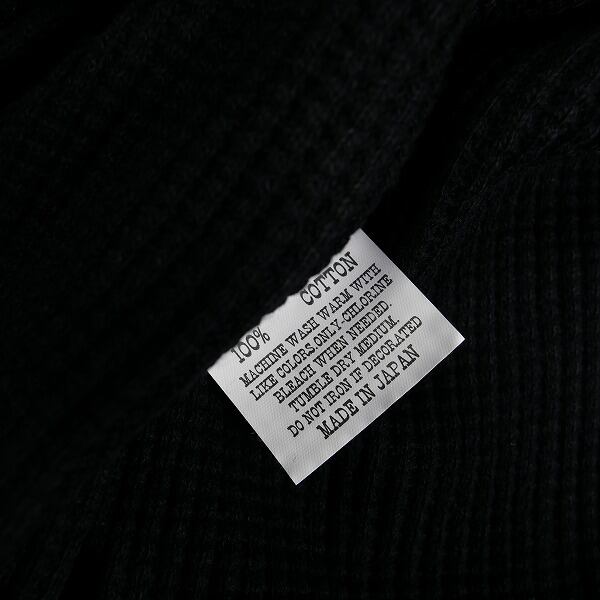 100% COTTON
MACHINE WASH WARM WITH
LIKE COLORS.ONLY-CHLORINE
BLEACH WHEN NEEDED.
TUMBLE DRY MEDIUM.
DO NOT IRON IF DECORATED
MADE IN JAPAN